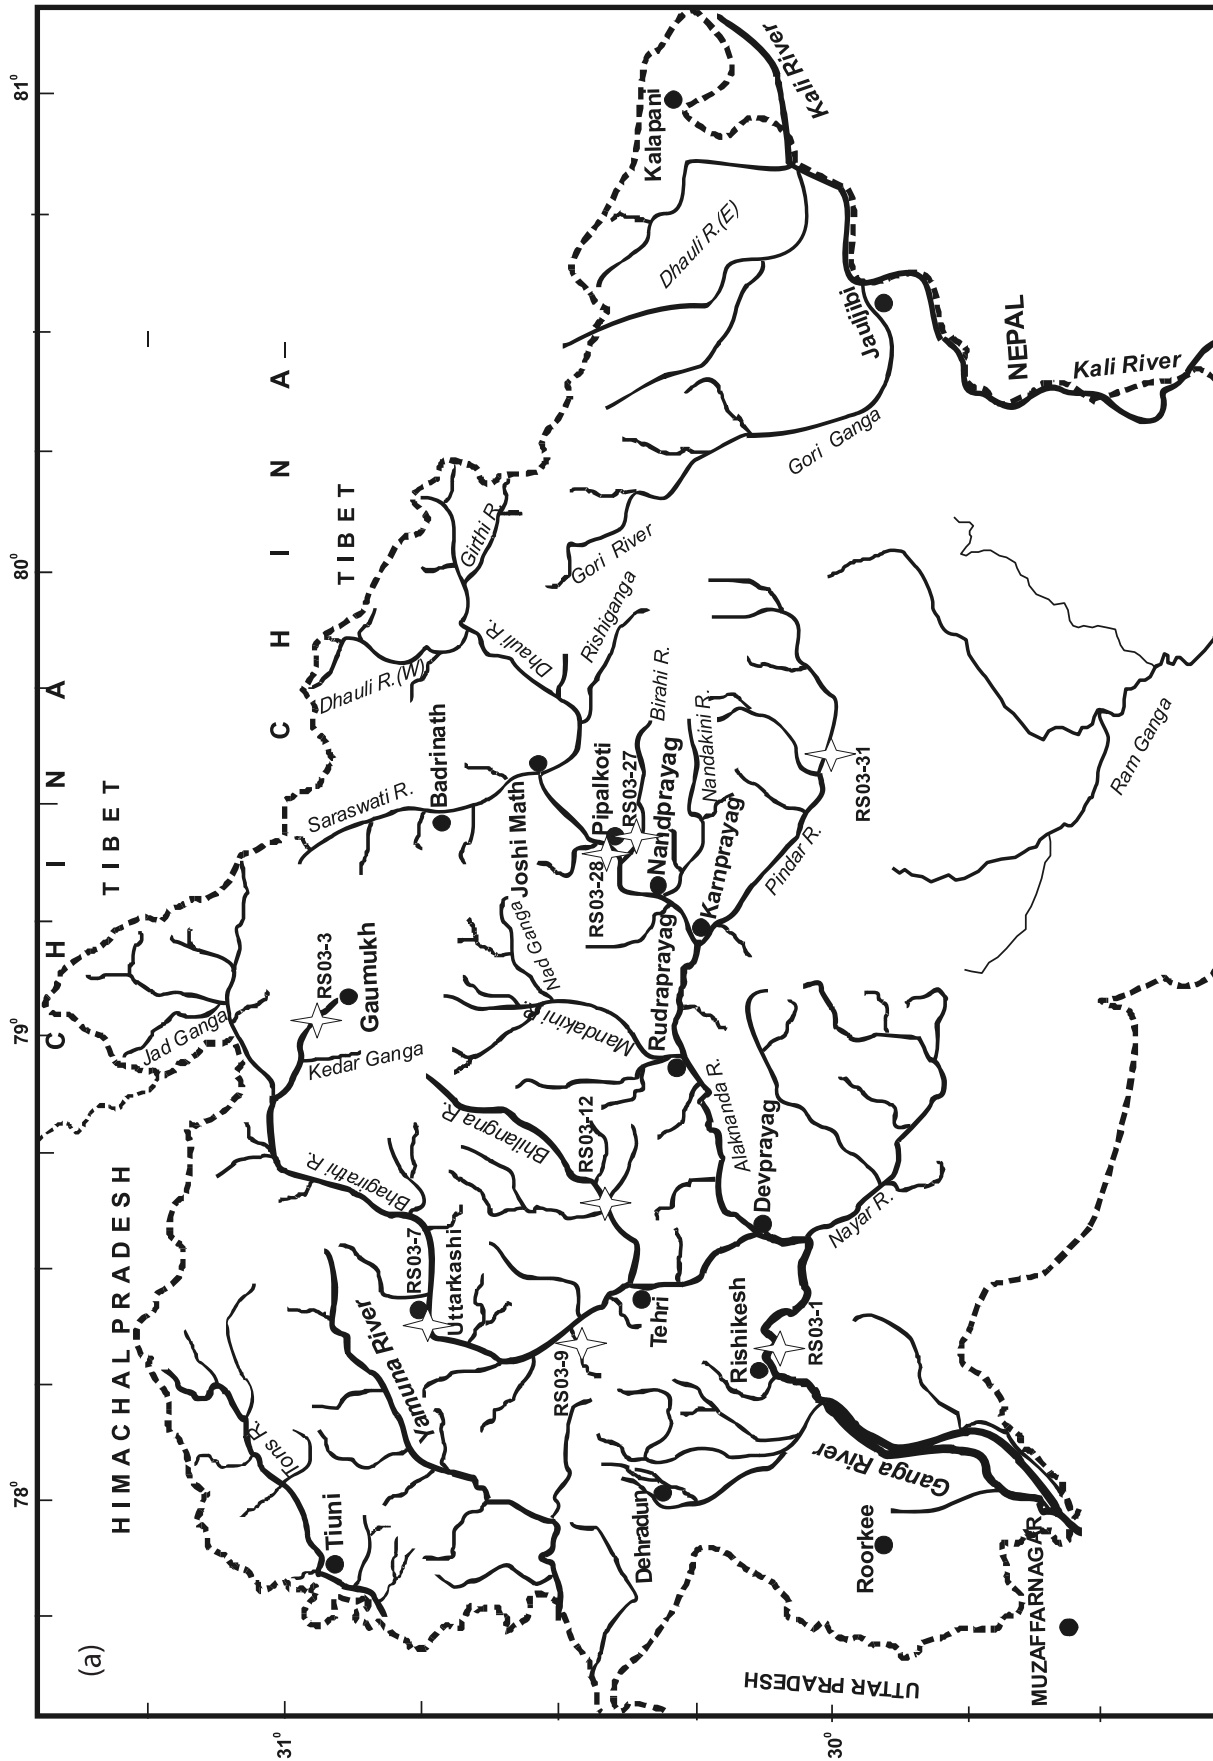 (a)
78°
79°
80°
81°
31°
30°
HIMACHAL PRADESH
CHINA
TIBET
CHINA
TIBET
Jad Ganga
Saraswati R.
Dhauli R.(W)
Girthi R.
RS03-3
Gaumukh
Kedar Ganga
Badrinath
Tons R.
Tiuni
Bhagirathi R.
RS03-7
Uttarkashi
Yamuna River
Bhilangna R.
RS03-12
Mandakini R.
Nad Ganga
Joshi Math
Dhauli R.
Rishiganga
Gori River
Pipalkoti
RS03-27
RS03-28
Birahi R.
Nandprayag
Nandakini R.
Karnprayag
Rudraprayag
Pindar R.
RS03-31
Alaknanda R.
Devprayag
Nayar R.
Tehri
RS03-9
Rishikesh
RS03-1
Dehradun
Ganga River
Roorkee
MUZAFFARNAGAR
UTTAR PRADESH
Ram Ganga
Gori Ganga
Dhauli R.(E)
Kalapani
Kali River
Jauljibi
NEPAL
Kali River